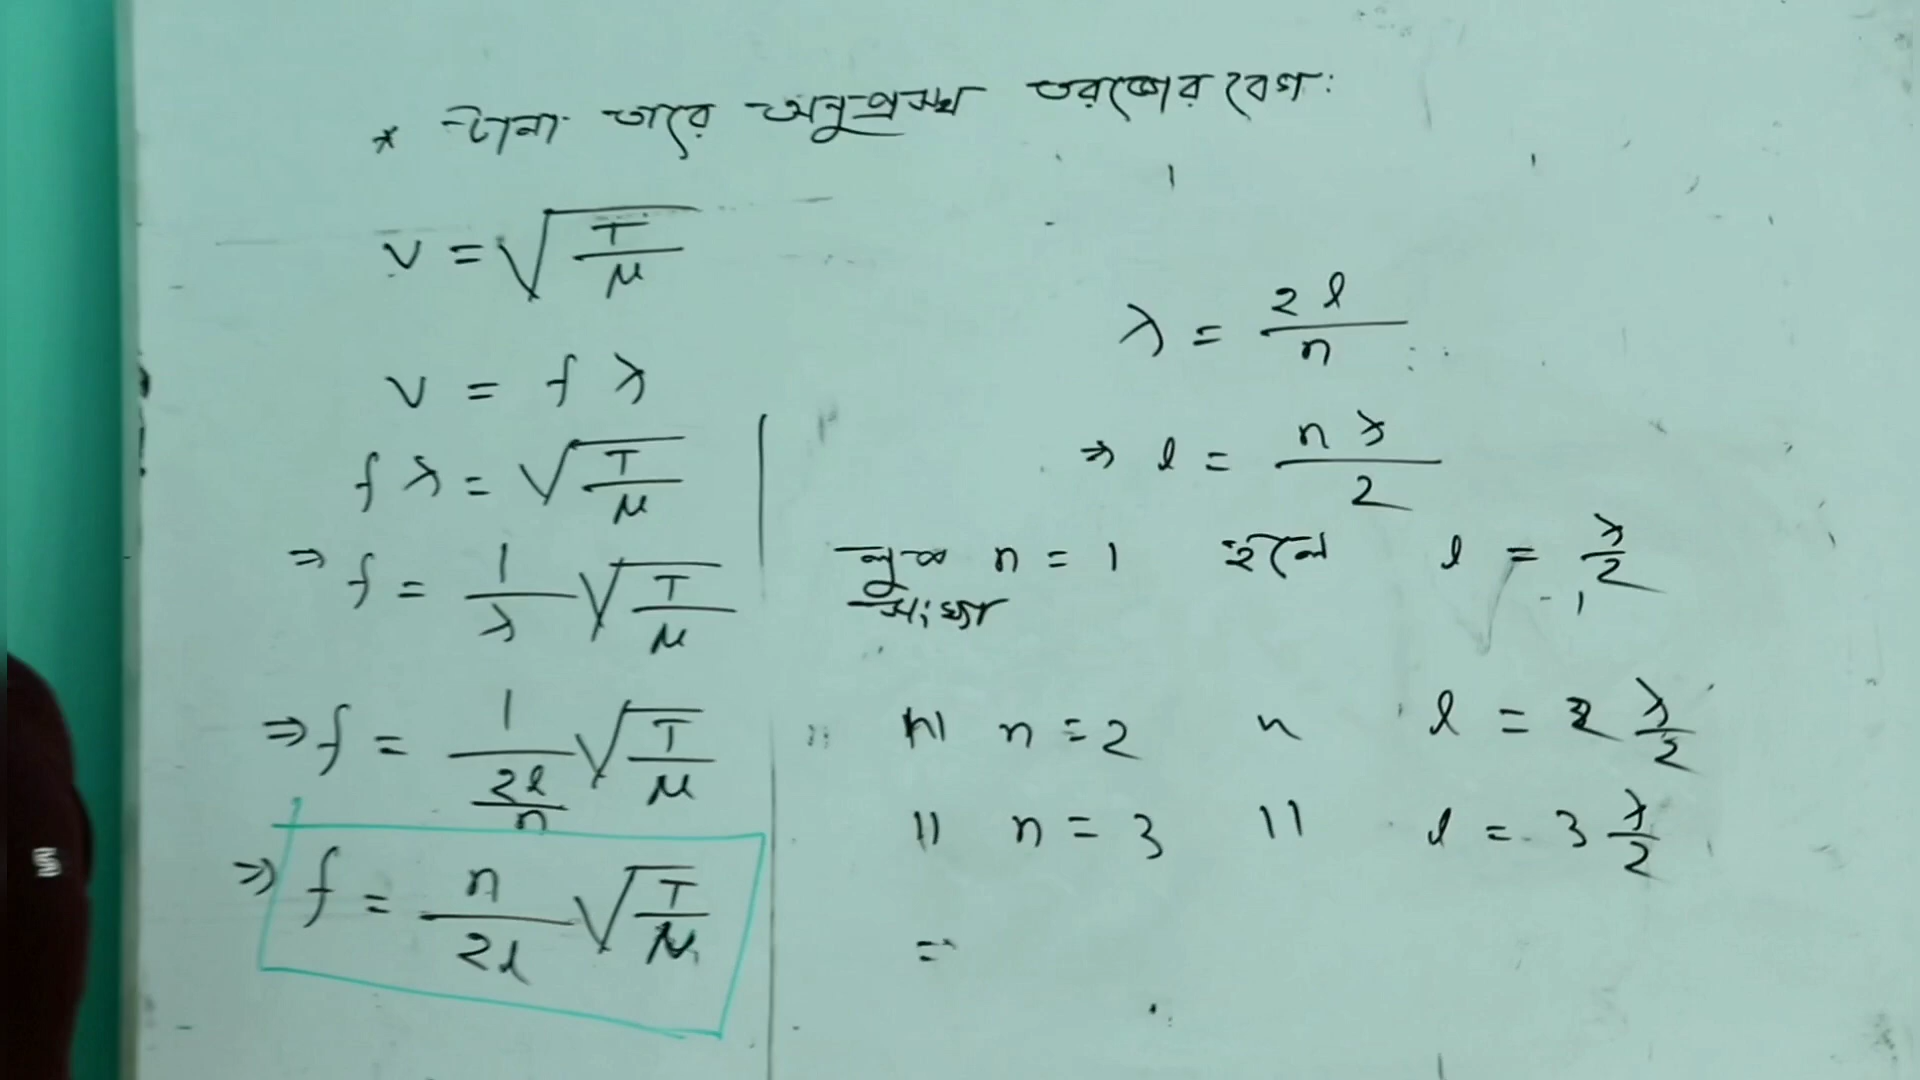 * টানা তারে অনুপ্রস্থ তরঙ্গের বেগ:
v = √(T/μ)
v = fλ
fλ = √(T/μ)
⇒ f = 1/λ √(T/μ)
⇒ f = 1/(2l/n) √(T/μ)
⇒ f = n/2l √(T/μ)
λ = 2l/n
⇒ l = nλ/2
লুপ n = 1 হলে l = λ/2
সংখ্যা
" n = 2 " l = 2 λ/2
" n = 3 " l = 3 λ/2
=